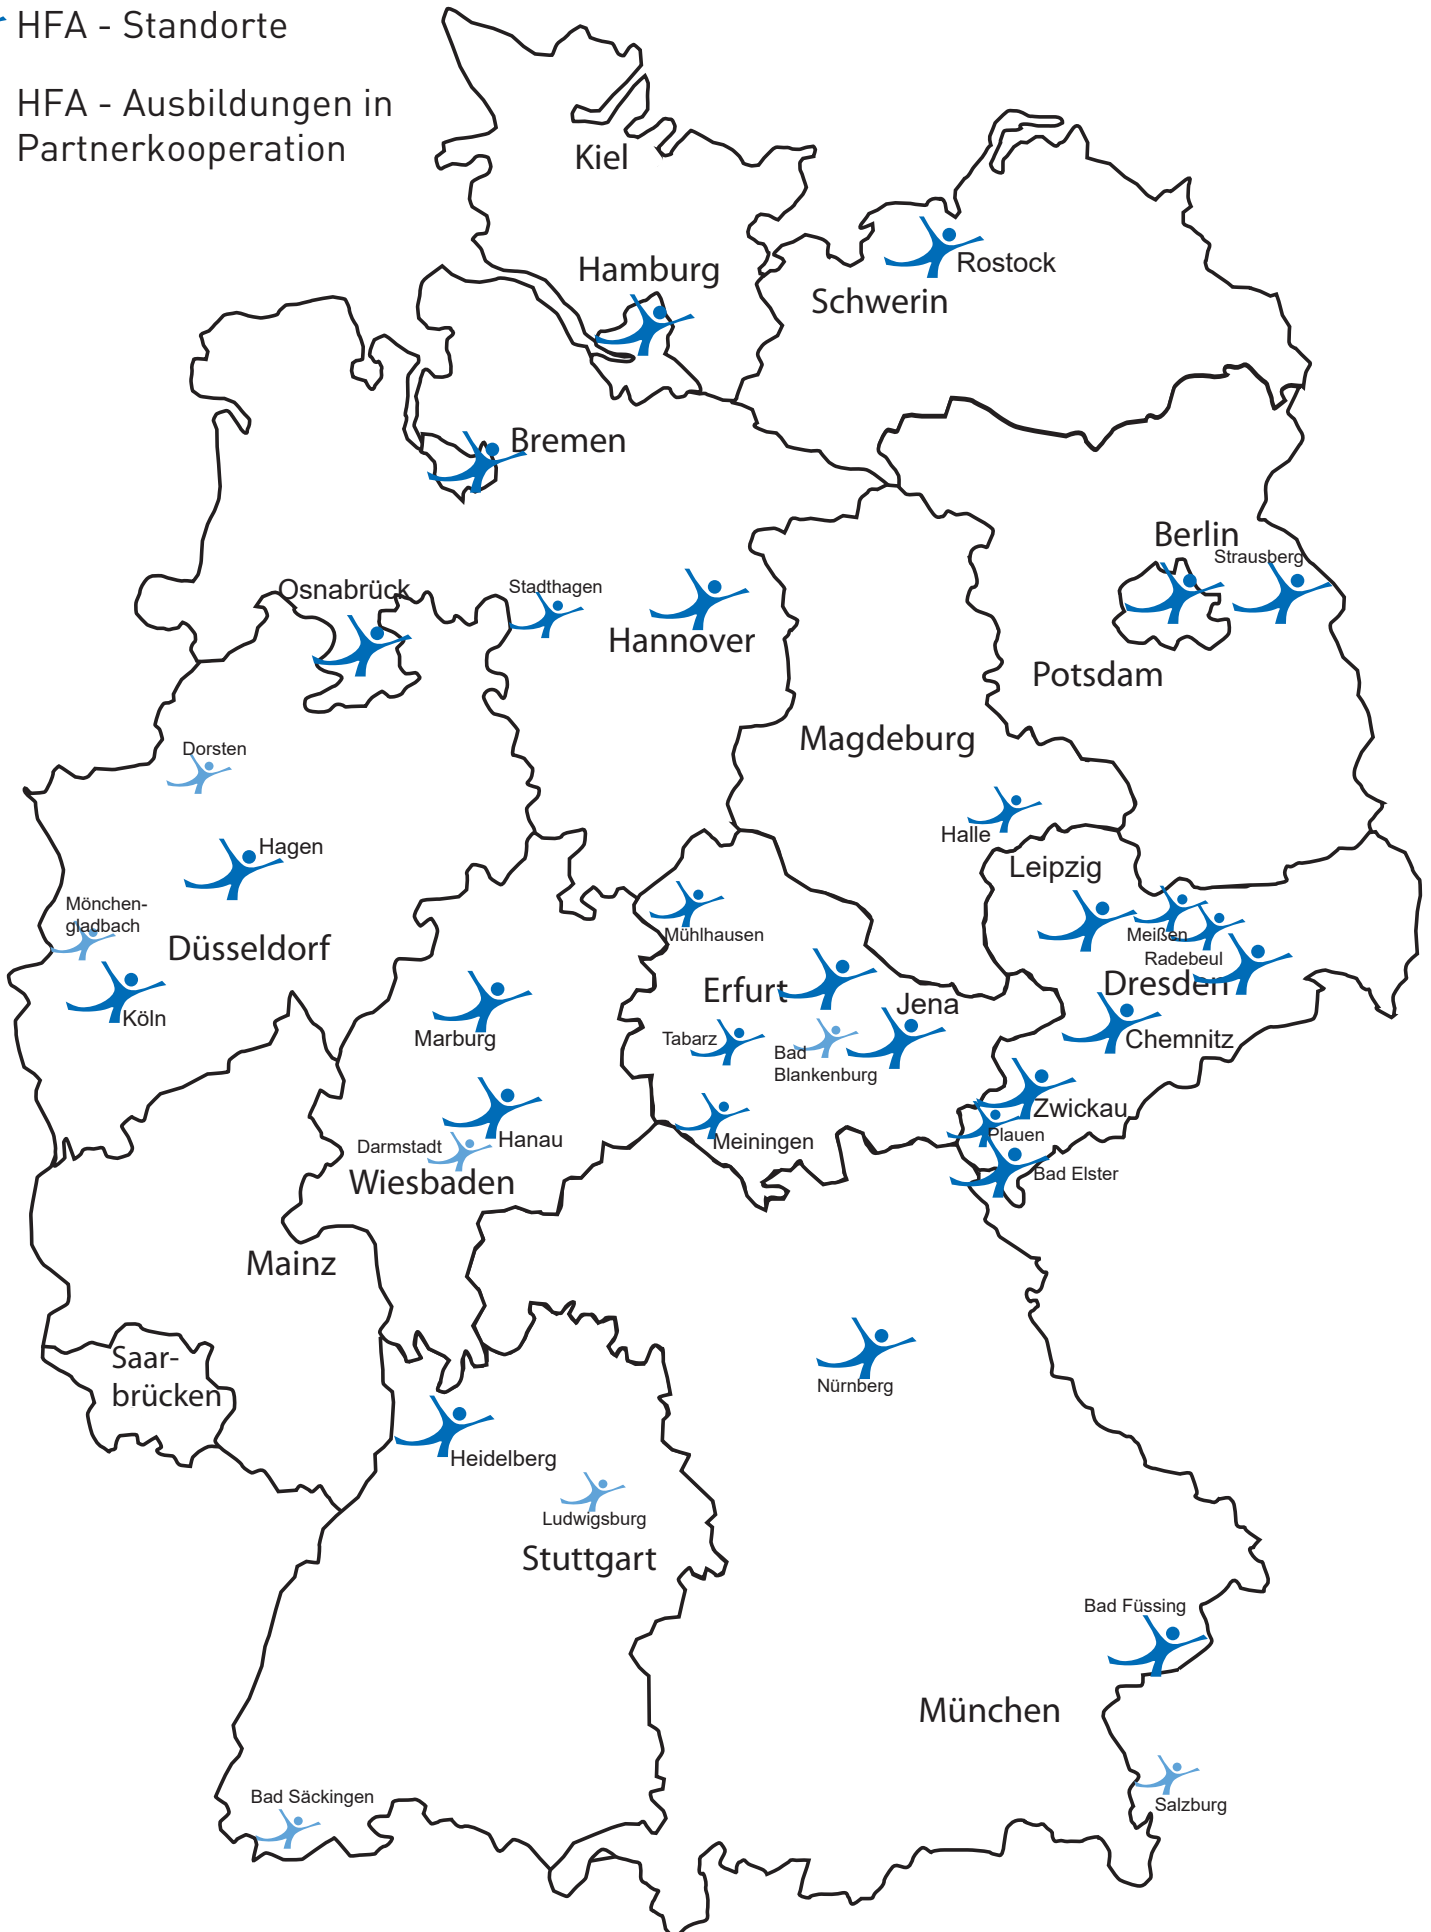 HFA - Standorte
HFA - Ausbildungen in
Partnerkooperation
Kiel
Rostock
Hamburg
Schwerin
Bremen
Berlin
Strausberg
Osnabrück
Stadthagen
Hannover
Potsdam
Magdeburg
Dorsten
Halle
Hagen
Leipzig
Mönchen-
gladbach
Düsseldorf
Mühlhausen
Meißen
Radebeul
Dresden
Erfurt
Jena
Köln
Marburg
Tabarz
Bad
Blankenburg
Chemnitz
Zwickau
Hanau
Darmstadt
Meiningen
Plauen
Wiesbaden
Bad Elster
Mainz
Saar-
brücken
Nürnberg
Heidelberg
Ludwigsburg
Stuttgart
Bad Füssing
München
Bad Säckingen
Salzburg